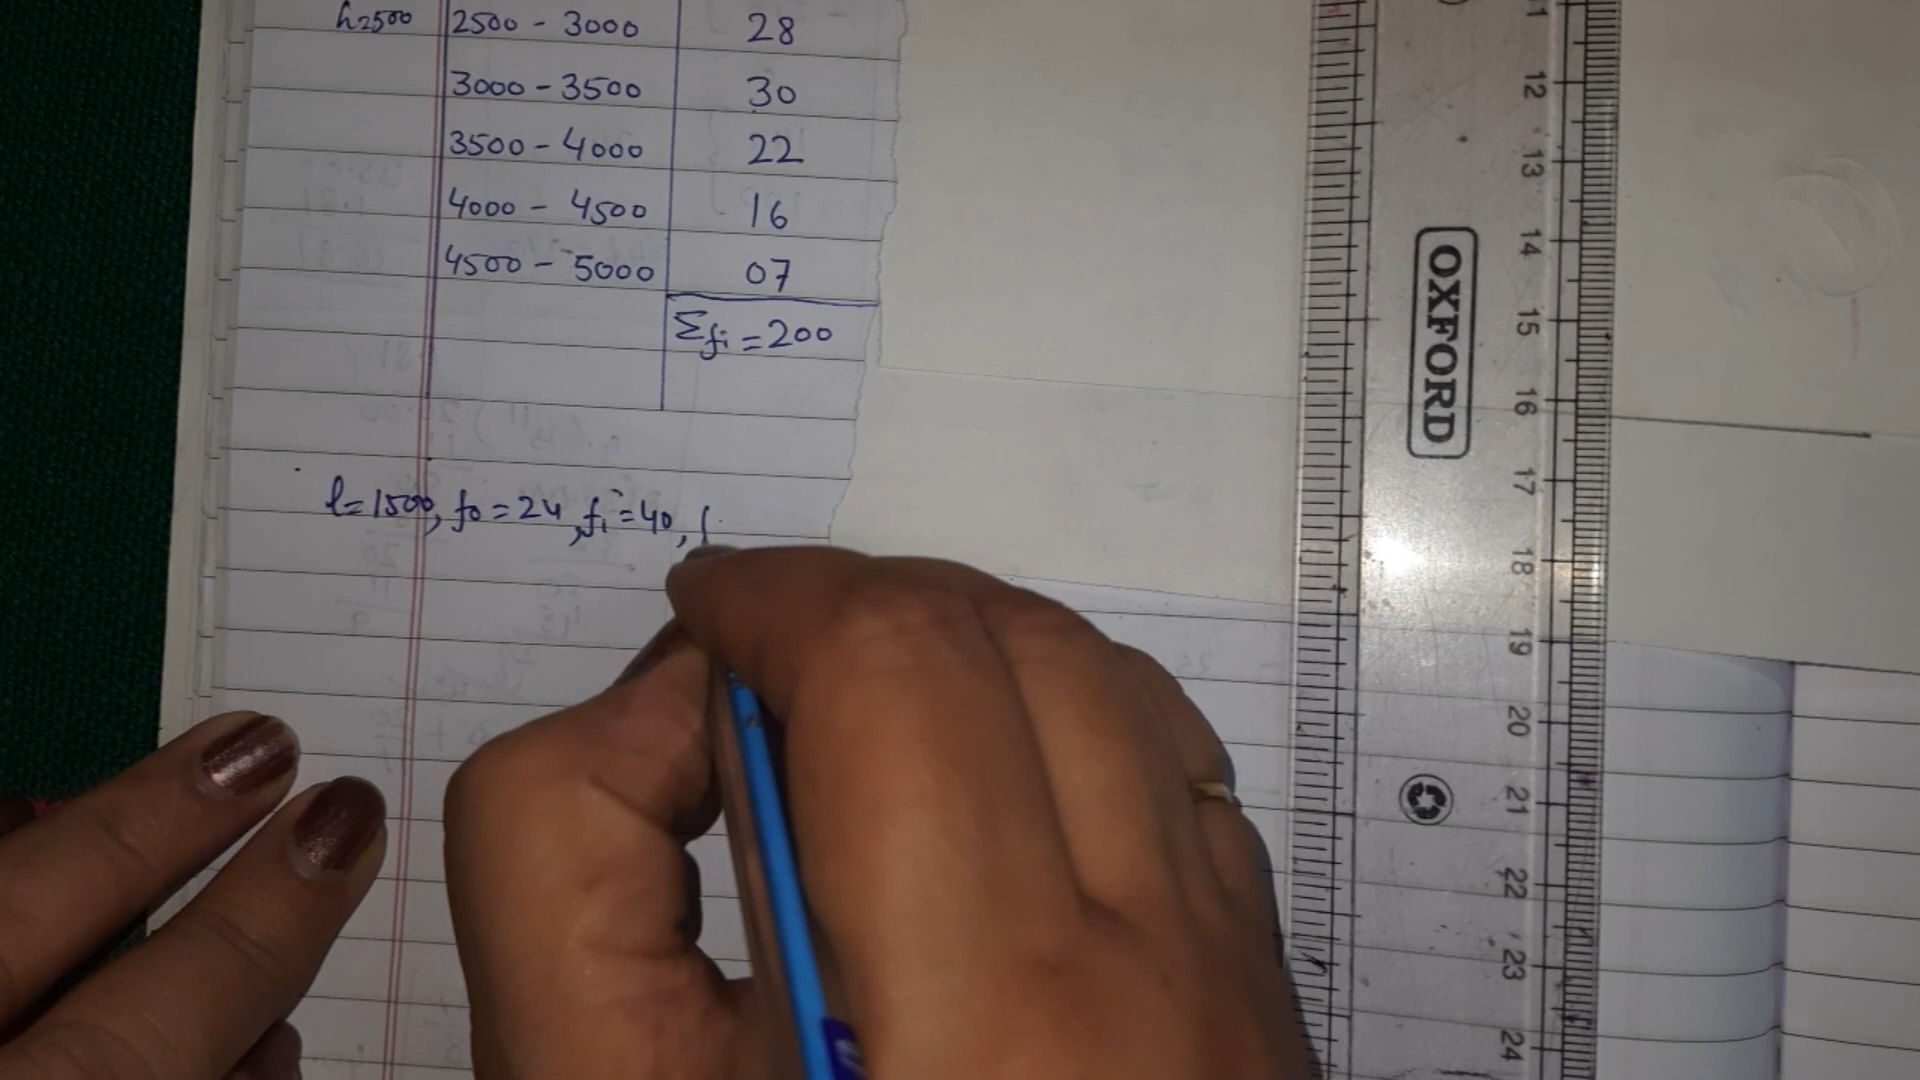 h=500 2500 - 3000 28
3000 - 3500 30
3500 - 4000 22
4000 - 4500 16
4500 - 5000 07
Σfi = 200
l=1500, f0 = 24, f1 = 40, f
12
13
14
15
16
17
18
19
20
21
22
23
24
OXFORD